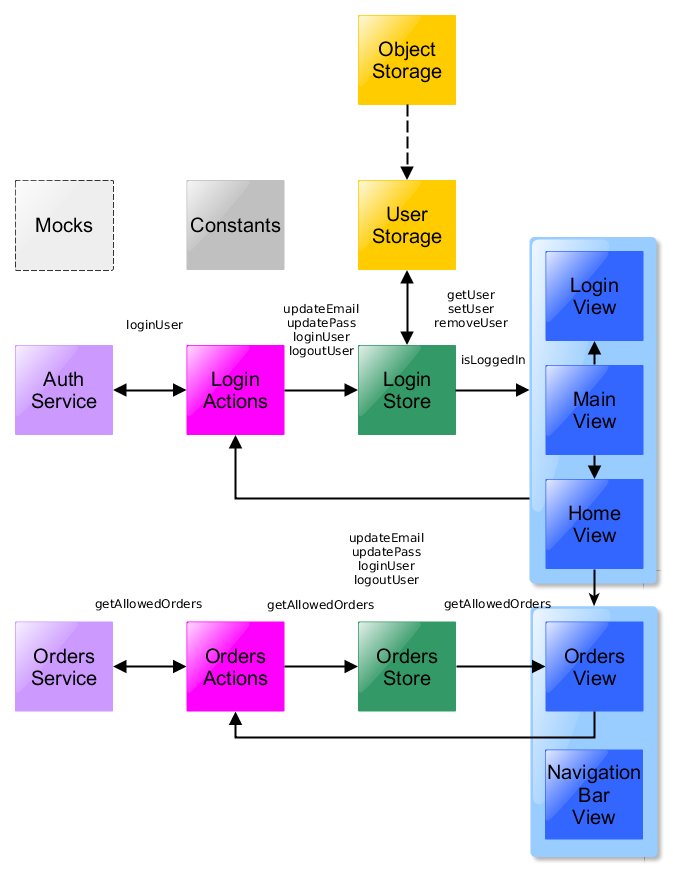 Object
Storage
Mocks
Constants
User
Storage
Login
View
getUser
setUser
removeUser
updateEmail
updatePass
loginUser
logoutUser
loginUser
isLoggedIn
Auth
Service
Login
Actions
Login
Store
Main
View
Home
View
updateEmail
updatePass
loginUser
logoutUser
getAllowedOrders
getAllowedOrders
getAllowedOrders
Orders
Service
Orders
Actions
Orders
Store
Orders
View
Navigation
Bar
View